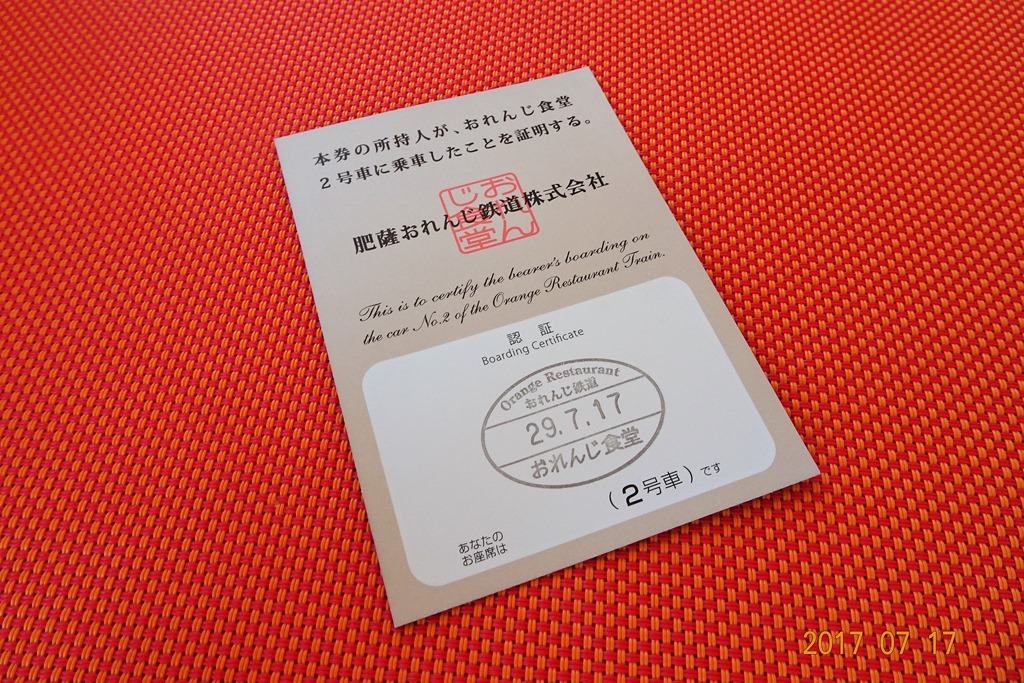 本券の所持人が、おれんじ食堂
2号車に乗車したことを証明する。
おれんじ食堂
肥薩おれんじ鉄道株式会社
This is to certify the bearer's boarding on
the car No.2 of the Orange Restaurant Train.
認 証
Boarding Certificate
Orange Restaurant
おれんじ鉄道
29.7.17
おれんじ食堂
(2号車)です
あなたの
お座席は
2017 07 17